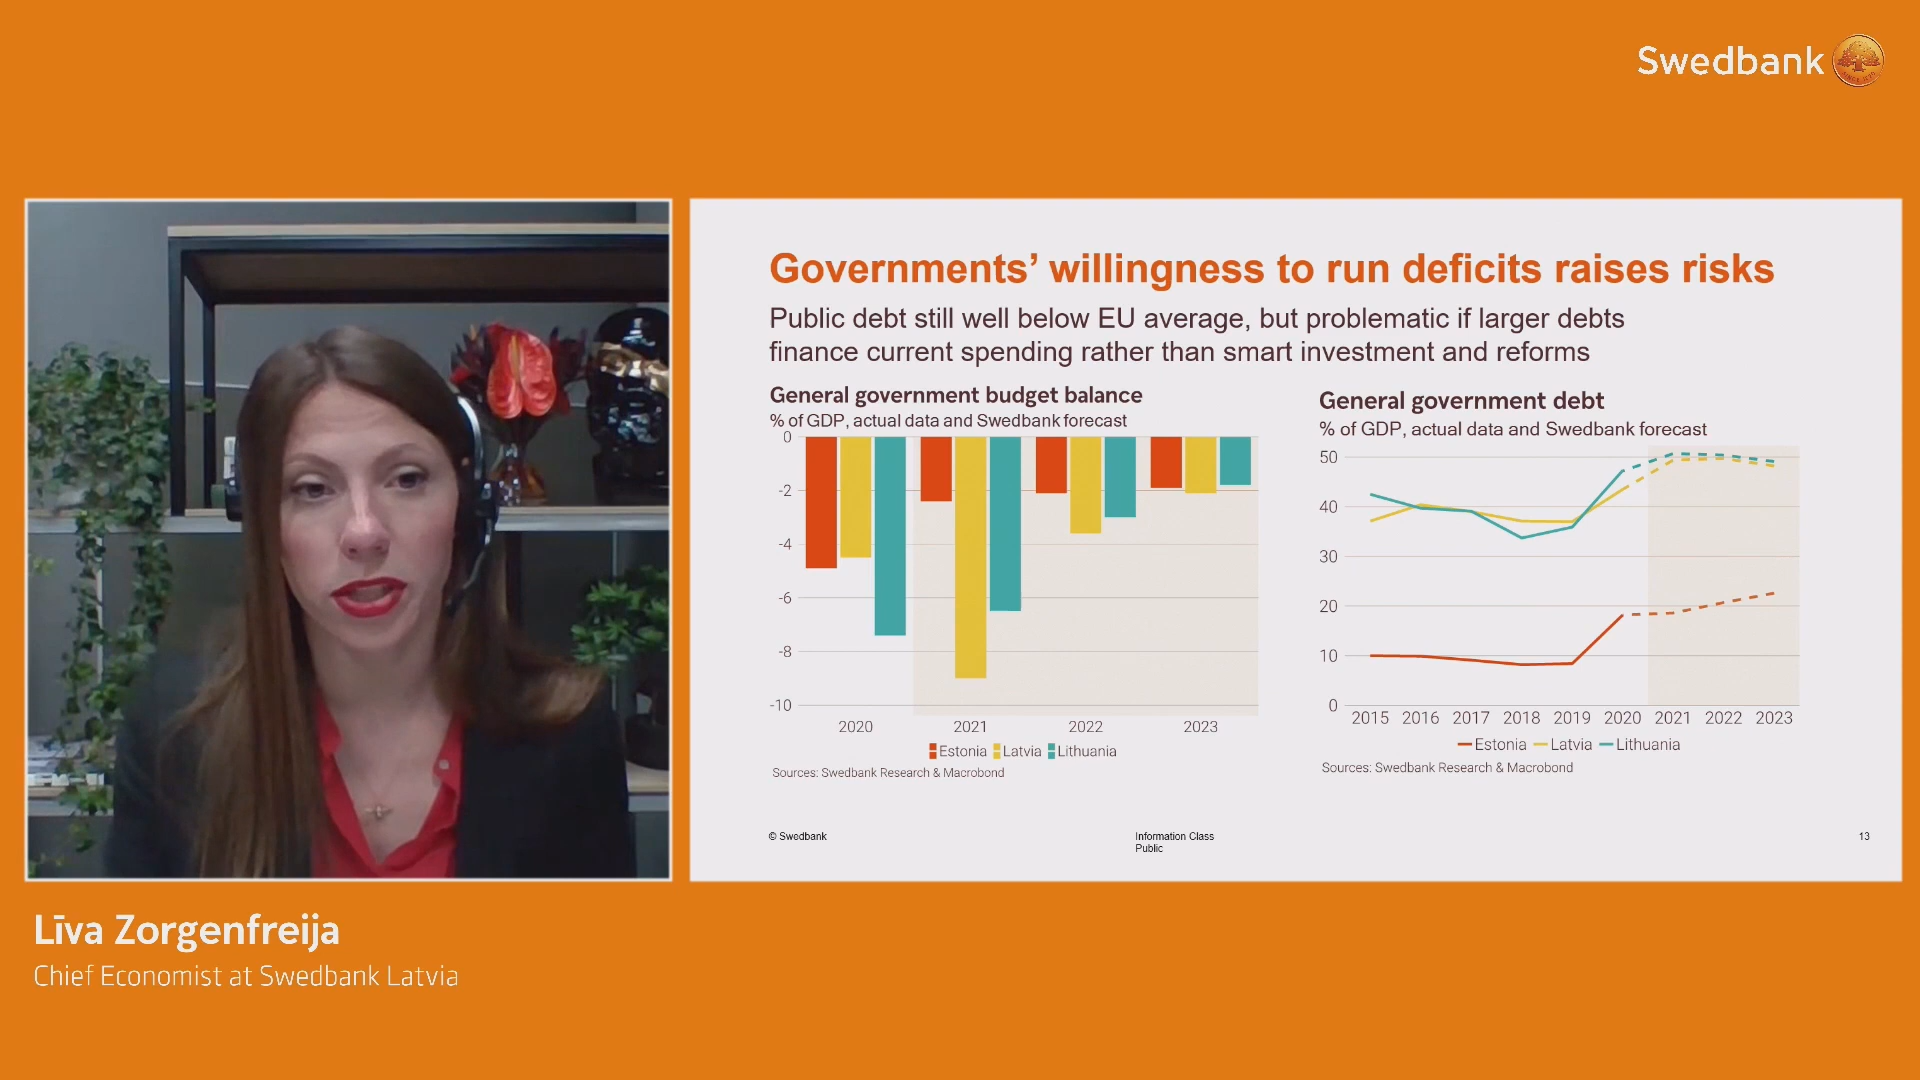 Swedbank
Governments’ willingness to run deficits raises risks
Public debt still well below EU average, but problematic if larger debts
finance current spending rather than smart investment and reforms
General government budget balance
% of GDP, actual data and Swedbank forecast
0
-2
-4
-6
-8
-10
2020 2021 2022 2023
Estonia Latvia Lithuania
Sources: Swedbank Research & Macrobond
General government debt
% of GDP, actual data and Swedbank forecast
50
40
30
20
10
0
2015 2016 2017 2018 2019 2020 2021 2022 2023
Estonia Latvia Lithuania
Sources: Swedbank Research & Macrobond
© Swedbank
Information Class
Public
13
Līva Zorgenfreija
Chief Economist at Swedbank Latvia